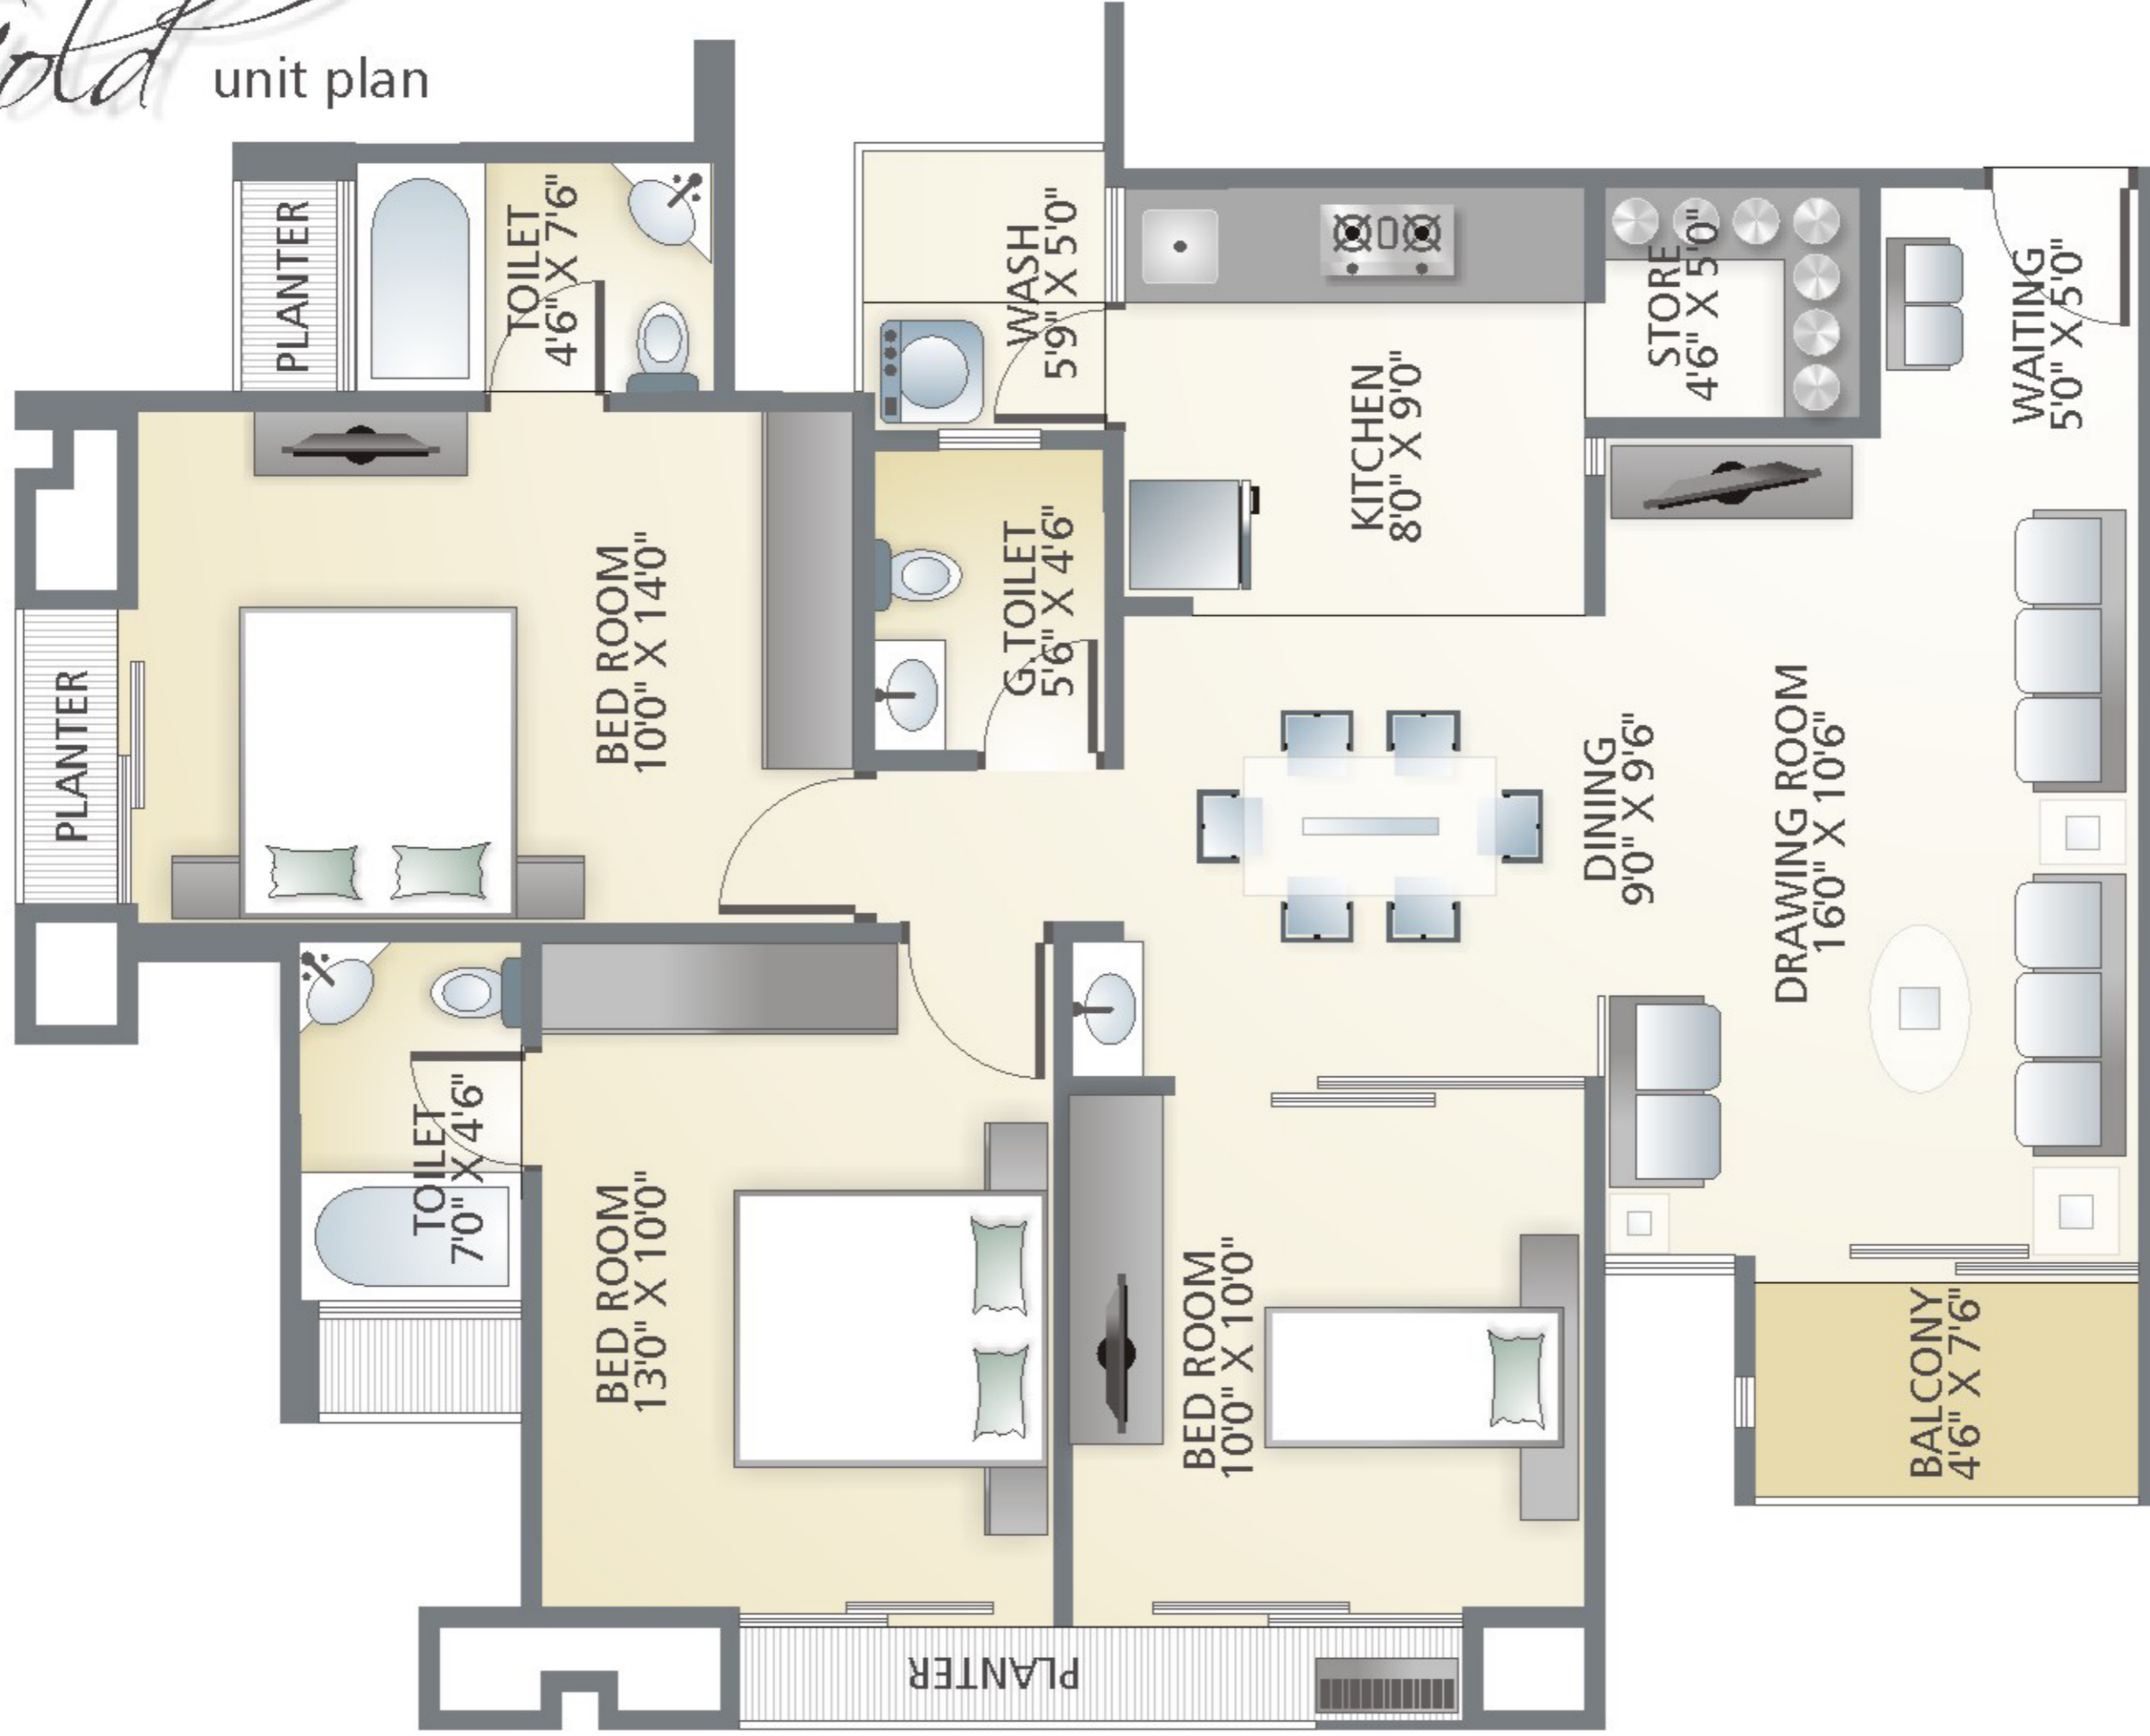 unit plan
PLANTER
TOILET
4'6" X 7'6"
WASH
5'9" X 5'0"
STORE
4'6" X 5'0"
WAITING
5'0" X 5'0"
KITCHEN
8'0" X 9'0"
PLANTER
BED ROOM
10'0" X 14'0"
G.TOILET
5'6" X 4'6"
DINING
9'0" X 9'6"
DRAWING ROOM
16'0" X 10'6"
TOILET
7'0" X 4'6"
BED ROOM
13'0" X 10'0"
BED ROOM
10'0" X 10'0"
BALCONY
4'6" X 7'6"
PLANTER